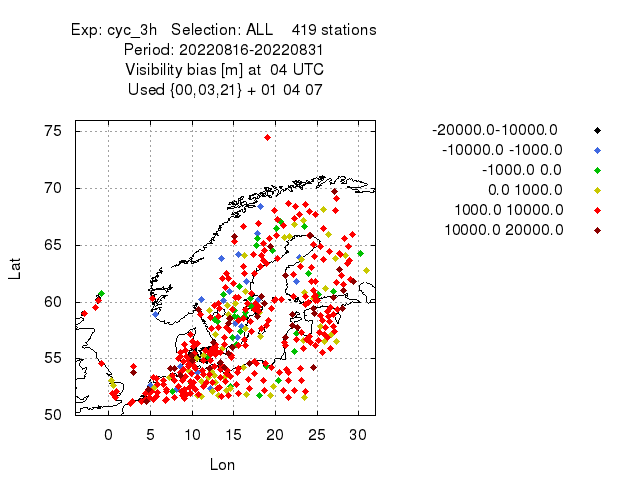 Exp: cyc_3h   Selection: ALL    419 stations
Period: 20220816-20220831
Visibility bias [m] at  04 UTC
Used {00,03,21} + 01 04 07
-20000.0-10000.0
-10000.0 -1000.0
-1000.0 0.0
0.0 1000.0
1000.0 10000.0
10000.0 20000.0
75
70
65
60
55
50
Lat
0 5 10 15 20 25 30
Lon